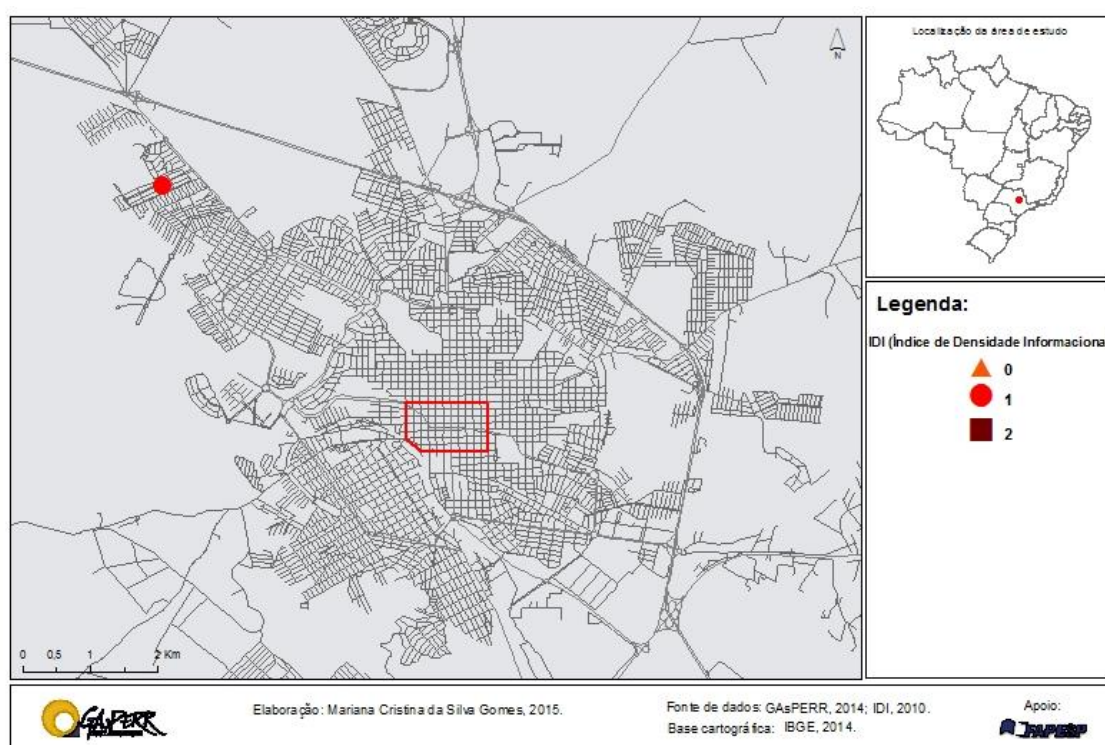 Localização da área de estudo
N
Legenda:
IDI (Índice de Densidade Informaciona
0
1
2
0 0,5 1 2 Km
GAsPERR
Elaboração: Mariana Cristina da Silva Gomes, 2015.
Fonte de dados: GAsPERR, 2014; IDI, 2010.
Base cartográfica: IBGE, 2014.
Apoio:
FAPESP